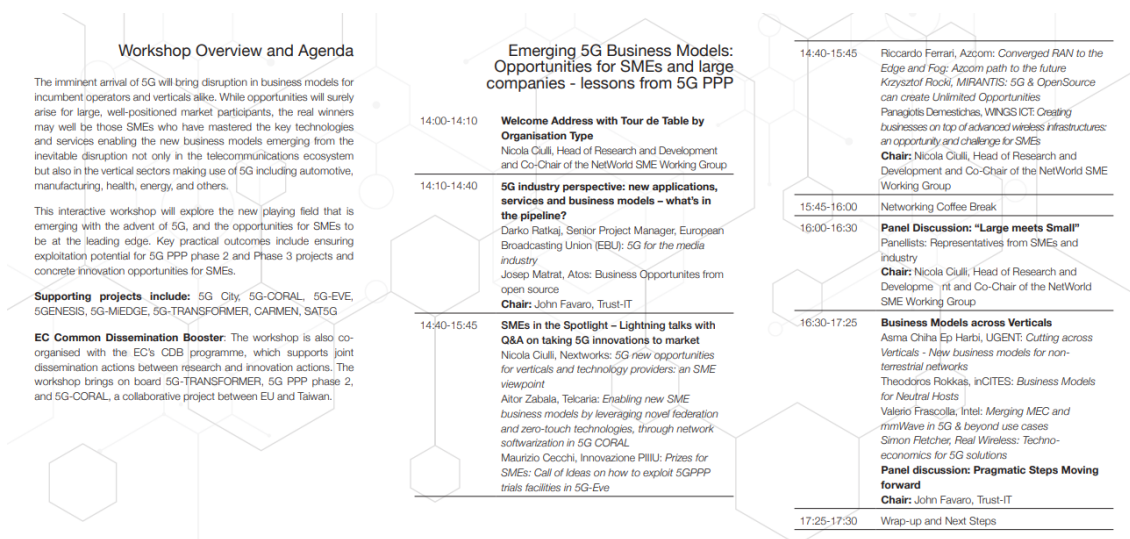 Workshop Overview and Agenda
The imminent arrival of 5G will bring disruption in business models for
incumbent operators and verticals alike. While opportunities will surely
arise for large, well-positioned market participants, the real winners
may well be those SMEs who have mastered the key technologies
and services enabling the new business models emerging from the
inevitable disruption not only in the telecommunications ecosystem
but also in the vertical sectors making use of 5G including automotive,
manufacturing, health, energy, and others.
This interactive workshop will explore the new playing field that is
emerging with the advent of 5G, and the opportunities for SMEs to
be at the leading edge. Key practical outcomes include ensuring
exploitation potential for 5G PPP phase 2 and Phase 3 projects and
concrete innovation opportunities for SMEs.
Supporting projects include: 5G City, 5G-CORAL, 5G-EVE,
5GENESIS, 5G-MiEDGE, 5G-TRANSFORMER, CARMEN, SAT5G
EC Common Dissemination Booster: The workshop is also co-
organised with the EC's CDB programme, which supports joint
dissemination actions between research and innovation actions. The
workshop brings on board 5G-TRANSFORMER, 5G PPP phase 2,
and 5G-CORAL, a collaborative project between EU and Taiwan.
Emerging 5G Business Models:
Opportunities for SMEs and large
companies - lessons from 5G PPP
14:00-14:10 Welcome Address with Tour de Table by
Organisation Type
Nicola Ciulli, Head of Research and Development
and Co-Chair of the NetWorld SME Working Group
14:10-14:40 5G industry perspective: new applications,
services and business models – what's in
the pipeline?
Darko Ratkaj, Senior Project Manager, European
Broadcasting Union (EBU): 5G for the media
industry
Josep Matrat, Atos: Business Opportunites from
open source
Chair: John Favaro, Trust-IT
14:40-15:45 SMEs in the Spotlight – Lightning talks with
Q&A on taking 5G innovations to market
Nicola Ciulli, Nextworks: 5G new opportunities
for verticals and technology providers: an SME
viewpoint
Aitor Zabala, Telcaria: Enabling new SME
business models by leveraging novel federation
and zero-touch technologies, through network
softwarization in 5G CORAL
Maurizio Cecchi, Innovazione PIIIU: Prizes for
SMEs: Call of Ideas on how to exploit 5GPPP
trials facilities in 5G-Eve
14:40-15:45 Riccardo Ferrari, Azcom: Converged RAN to the
Edge and Fog: Azcom path to the future
Krzysztof Rocki, MIRANTIS: 5G & OpenSource
can create Unlimited Opportunities
Panagiotis Demestichas, WINGS ICT: Creating
businesses on top of advanced wireless infrastructures:
an opportunity and challenge for SMEs
Chair: Nicola Ciulli, Head of Research and
Development and Co-Chair of the NetWorld SME
Working Group
15:45-16:00 Networking Coffee Break
16:00-16:30 Panel Discussion: “Large meets Small”
Panellists: Representatives from SMEs and
industry
Chair: Nicola Ciulli, Head of Research and
Developme nt and Co-Chair of the NetWorld
SME Working Group
16:30-17:25 Business Models across Verticals
Asma Chiha Ep Harbi, UGENT: Cutting across
Verticals - New business models for non-
terrestrial networks
Theodoros Rokkas, inCITES: Business Models
for Neutral Hosts
Valerio Frascolla, Intel: Merging MEC and
mmWave in 5G & beyond use cases
Simon Fletcher, Real Wireless: Techno-
economics for 5G solutions
Panel discussion: Pragmatic Steps Moving
forward
Chair: John Favaro, Trust-IT
17:25-17:30 Wrap-up and Next Steps